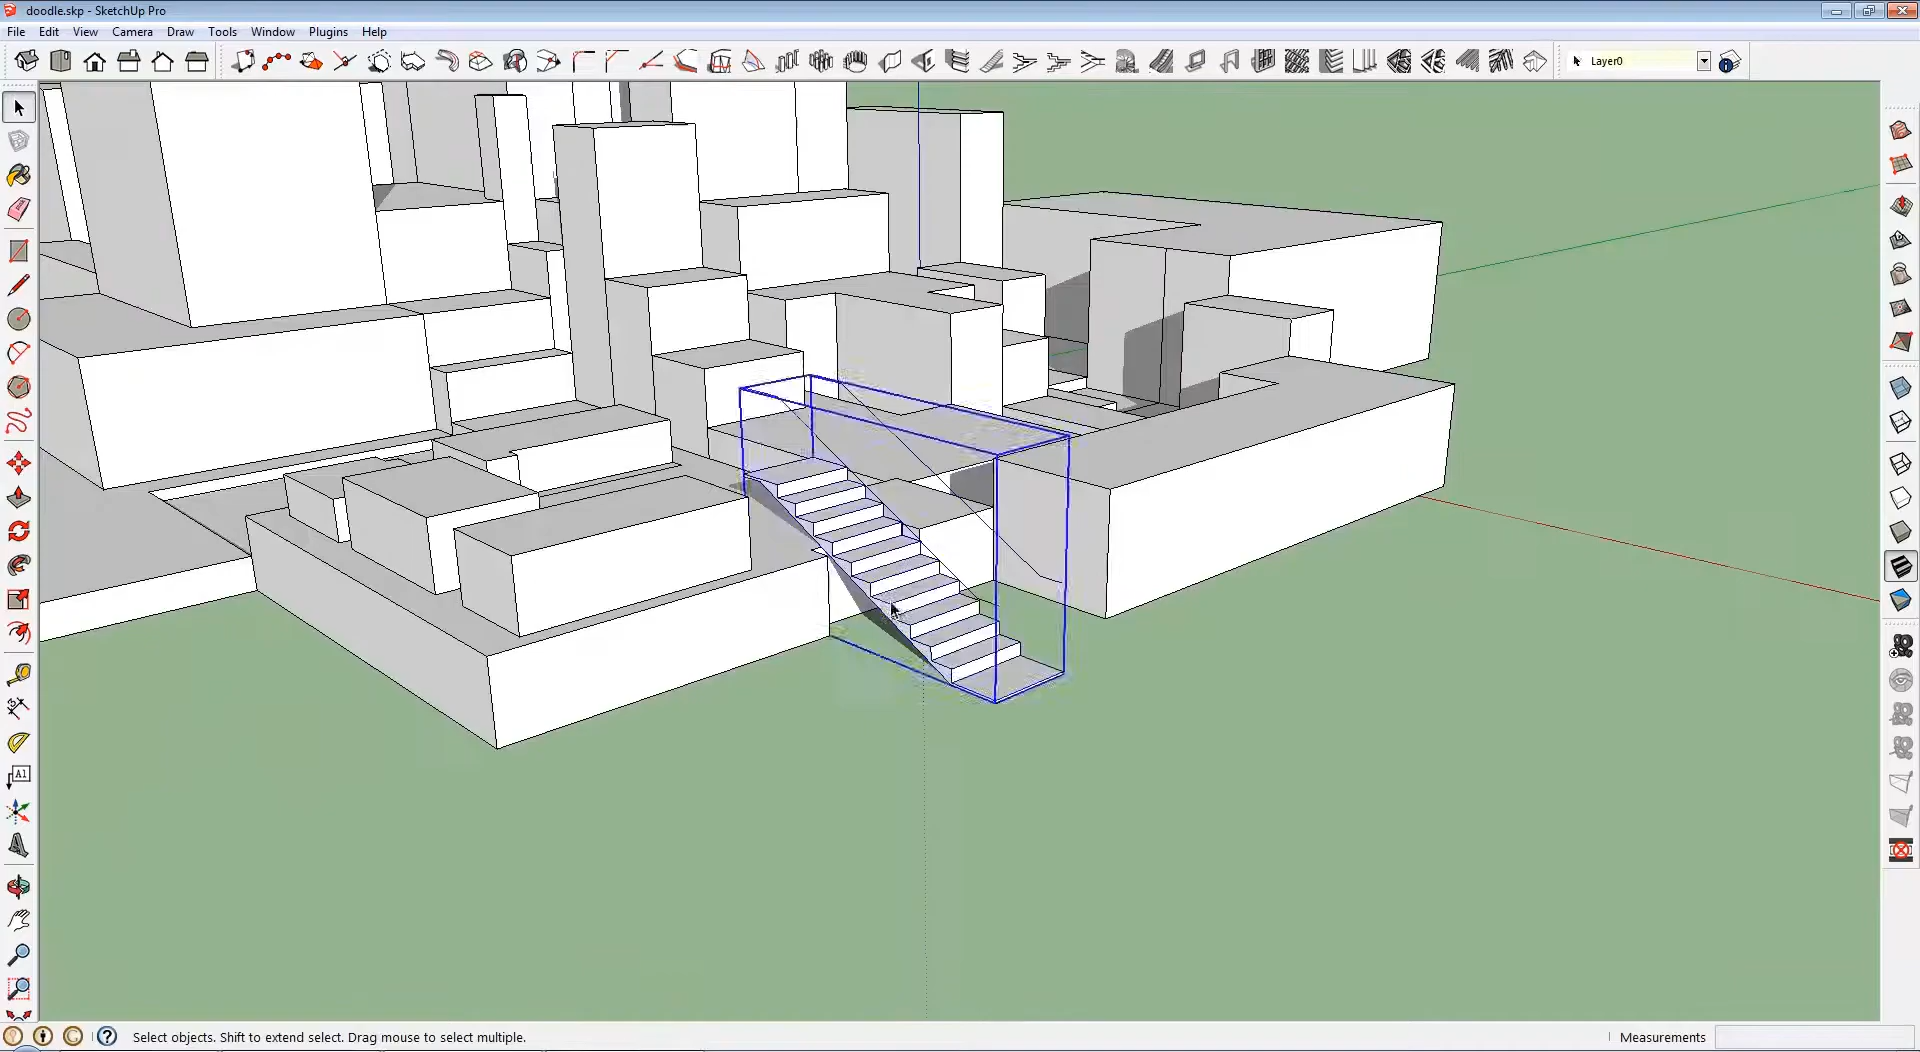 doodle.skp - SketchUp Pro
File Edit View Camera Draw Tools Window Plugins Help
Layer0
A1
Select objects. Shift to extend select. Drag mouse to select multiple.
Measurements